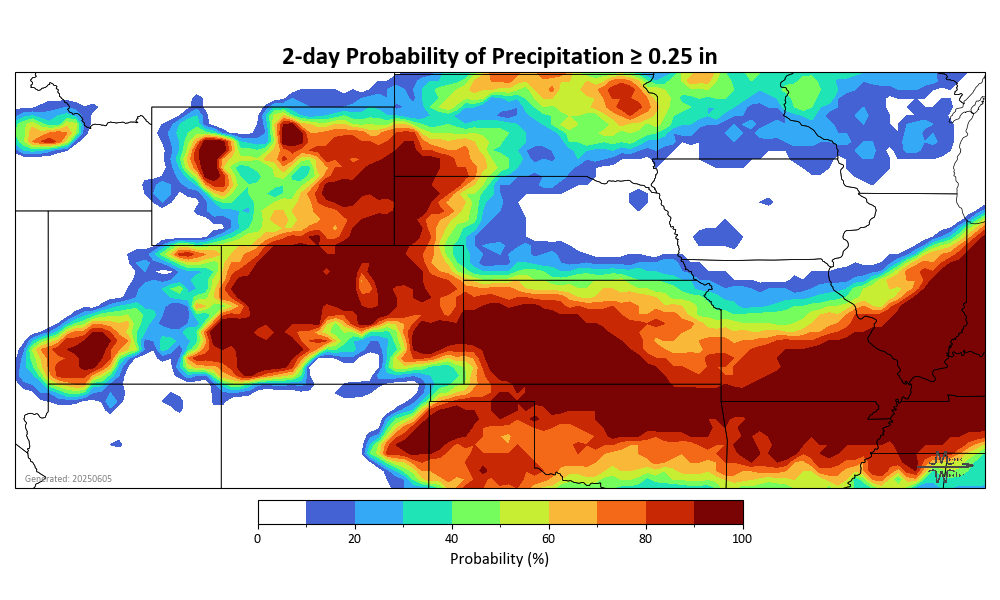 2-day Probability of Precipitation ≥ 0.25 in
Generated: 20250605
0 20 40 60 80 100
Probability (%)